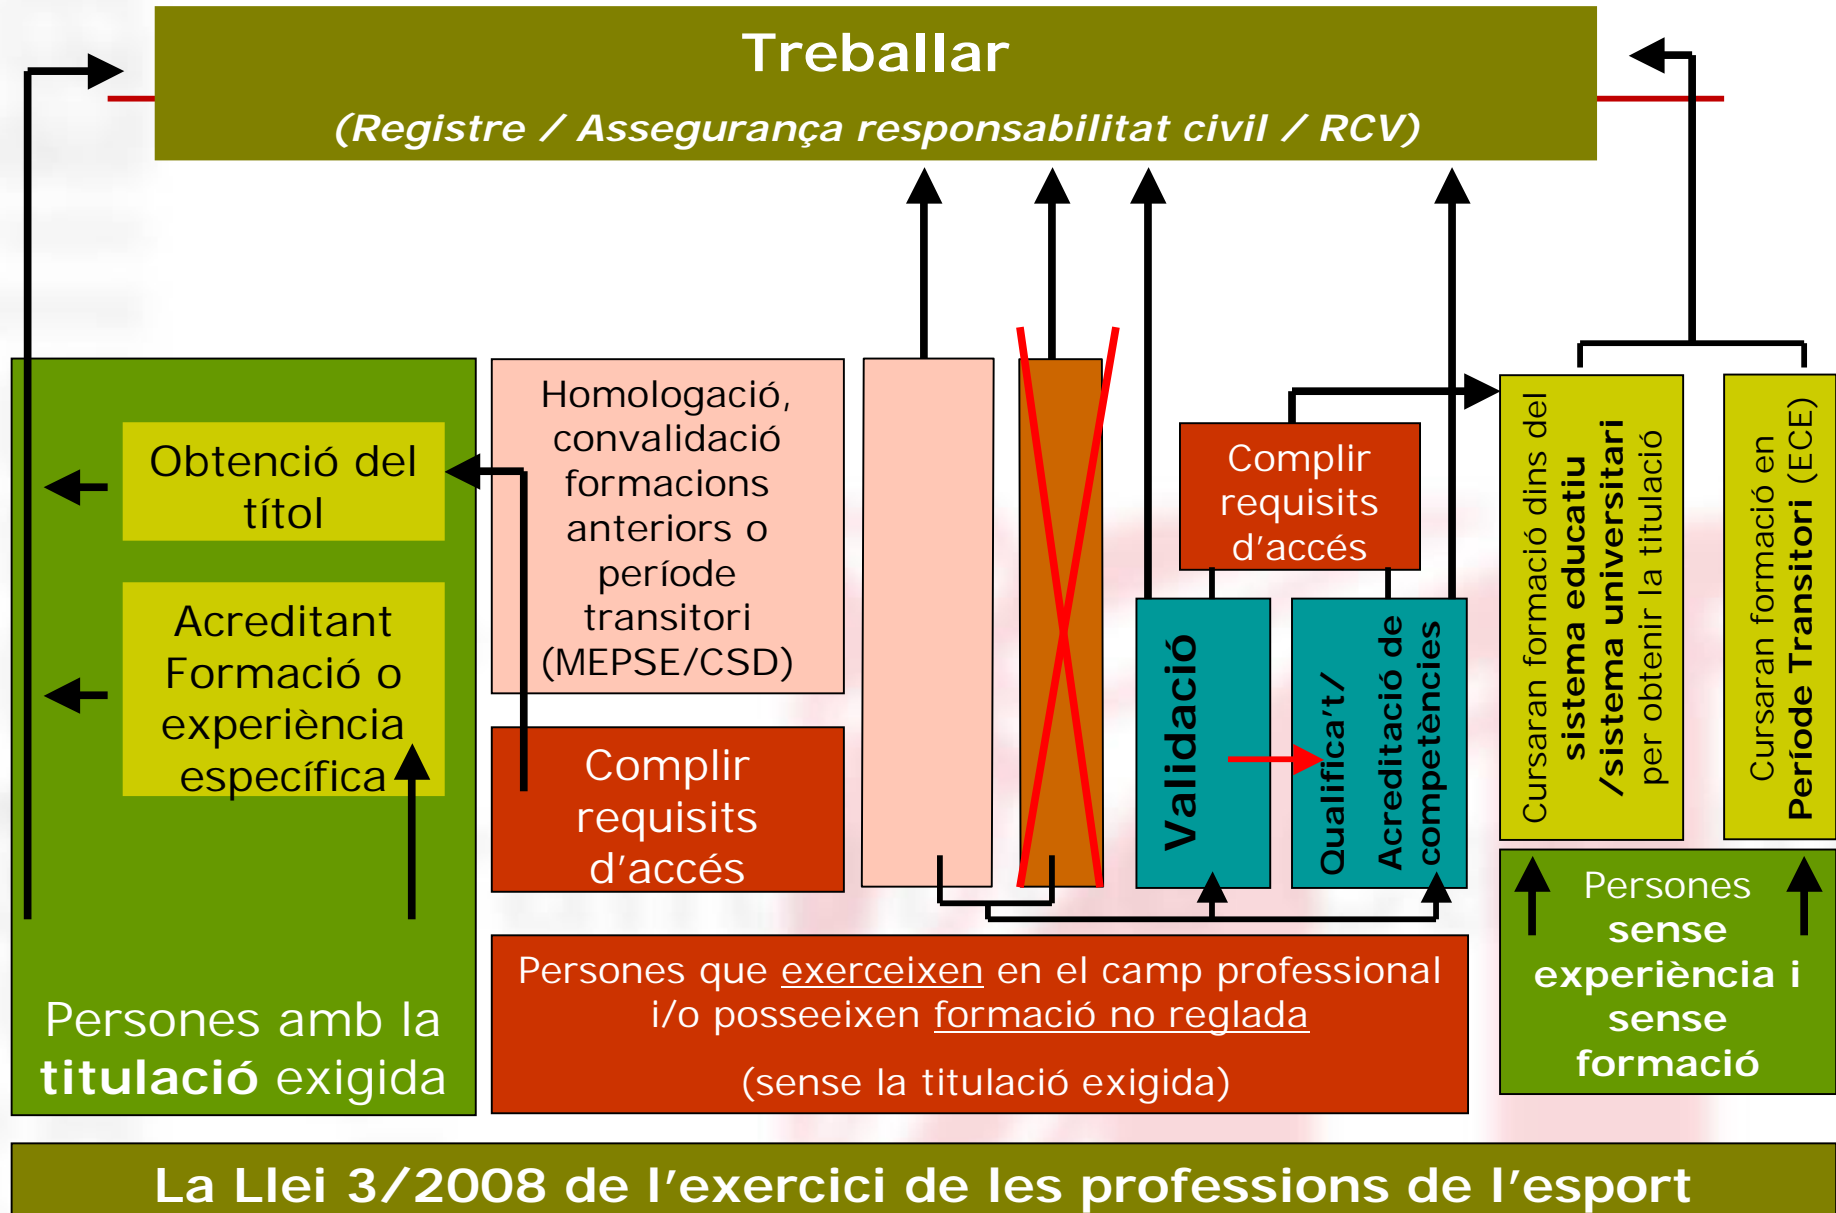 Treballar
(Registre / Assegurança responsabilitat civil / RCV)
Obtenció del
títol
Acreditant
Formació o
experiència
específica
Persones amb la
titulació exigida
Homologació,
convalidació
formacions
anteriors o
període
transitori
(MEPSE/CSD)
Complir
requisits
d'accés
Validació
Qualifica't/
Acreditació de
competències
Complir
requisits
d'accés
Persones que exerceixen en el camp professional
i/o posseeixen formació no reglada
(sense la titulació exigida)
Cursaran formació dins del
sistema educatiu
/sistema universitari
per obtenir la titulació
Cursaran formació en
Període Transitori (ECE)
Persones
sense
experiència i
sense
formació
La Llei 3/2008 de l'exercici de les professions de l'esport